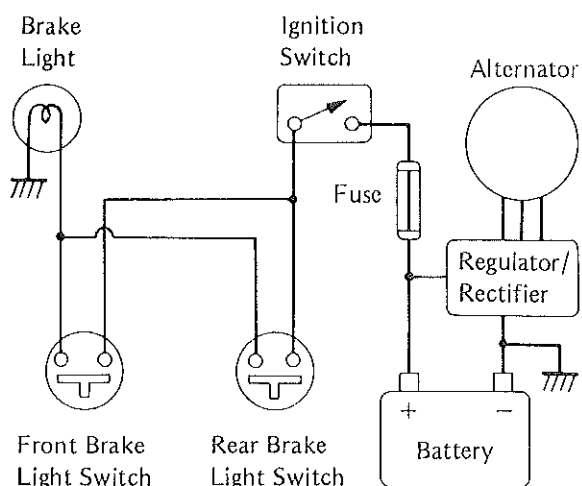 Brake
Light
Ignition
Switch
Alternator
Fuse
Regulator/
Rectifier
+
−
Battery
Front Brake
Light Switch
Rear Brake
Light Switch